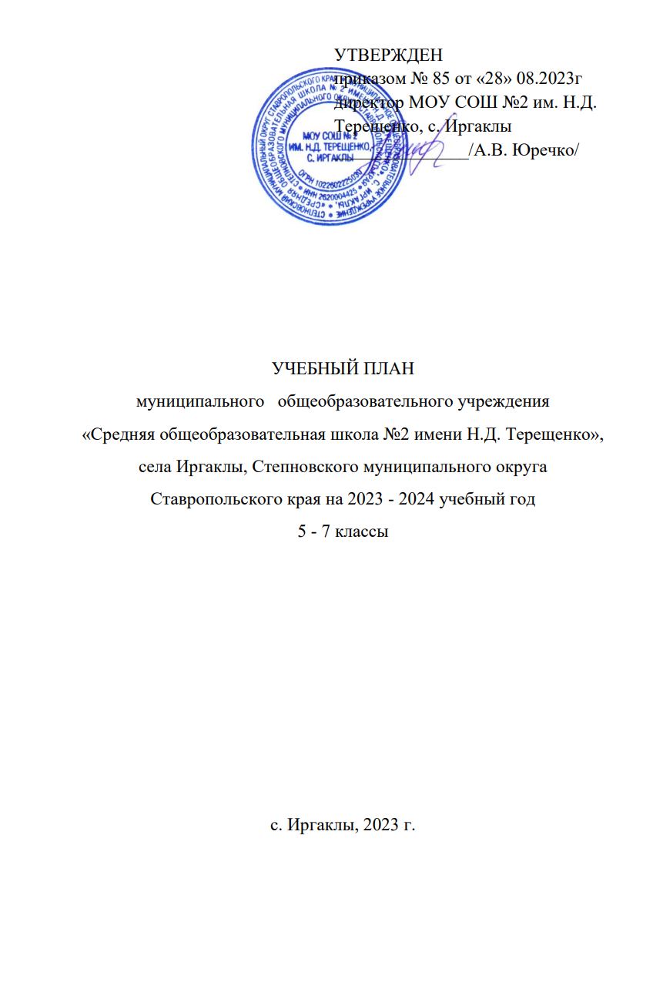 УТВЕРЖДЕН
приказом № 85 от «28» 08.2023г
директор МОУ СОШ №2 им. Н.Д.
Терещенко, с. Иргаклы
_______________/А.В. Юречко/
МОУ СОШ № 2
ИМ. Н.Д. ТЕРЕЩЕНКО,
С. ИРГАКЛЫ
ОГРН 1022602225030
ИНН 2620004425
УЧЕБНЫЙ ПЛАН
муниципального общеобразовательного учреждения
«Средняя общеобразовательная школа №2 имени Н.Д. Терещенко»,
села Иргаклы, Степновского муниципального округа
Ставропольского края на 2023 - 2024 учебный год
5 - 7 классы
с. Иргаклы, 2023 г.